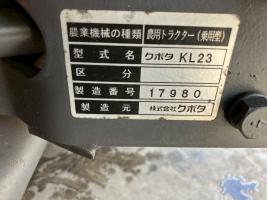 農業機械の種類 農用トラクター(乗用型)
型式名 クボタ KL23
区分
製造番号 17980
製造元 株式会社クボタ